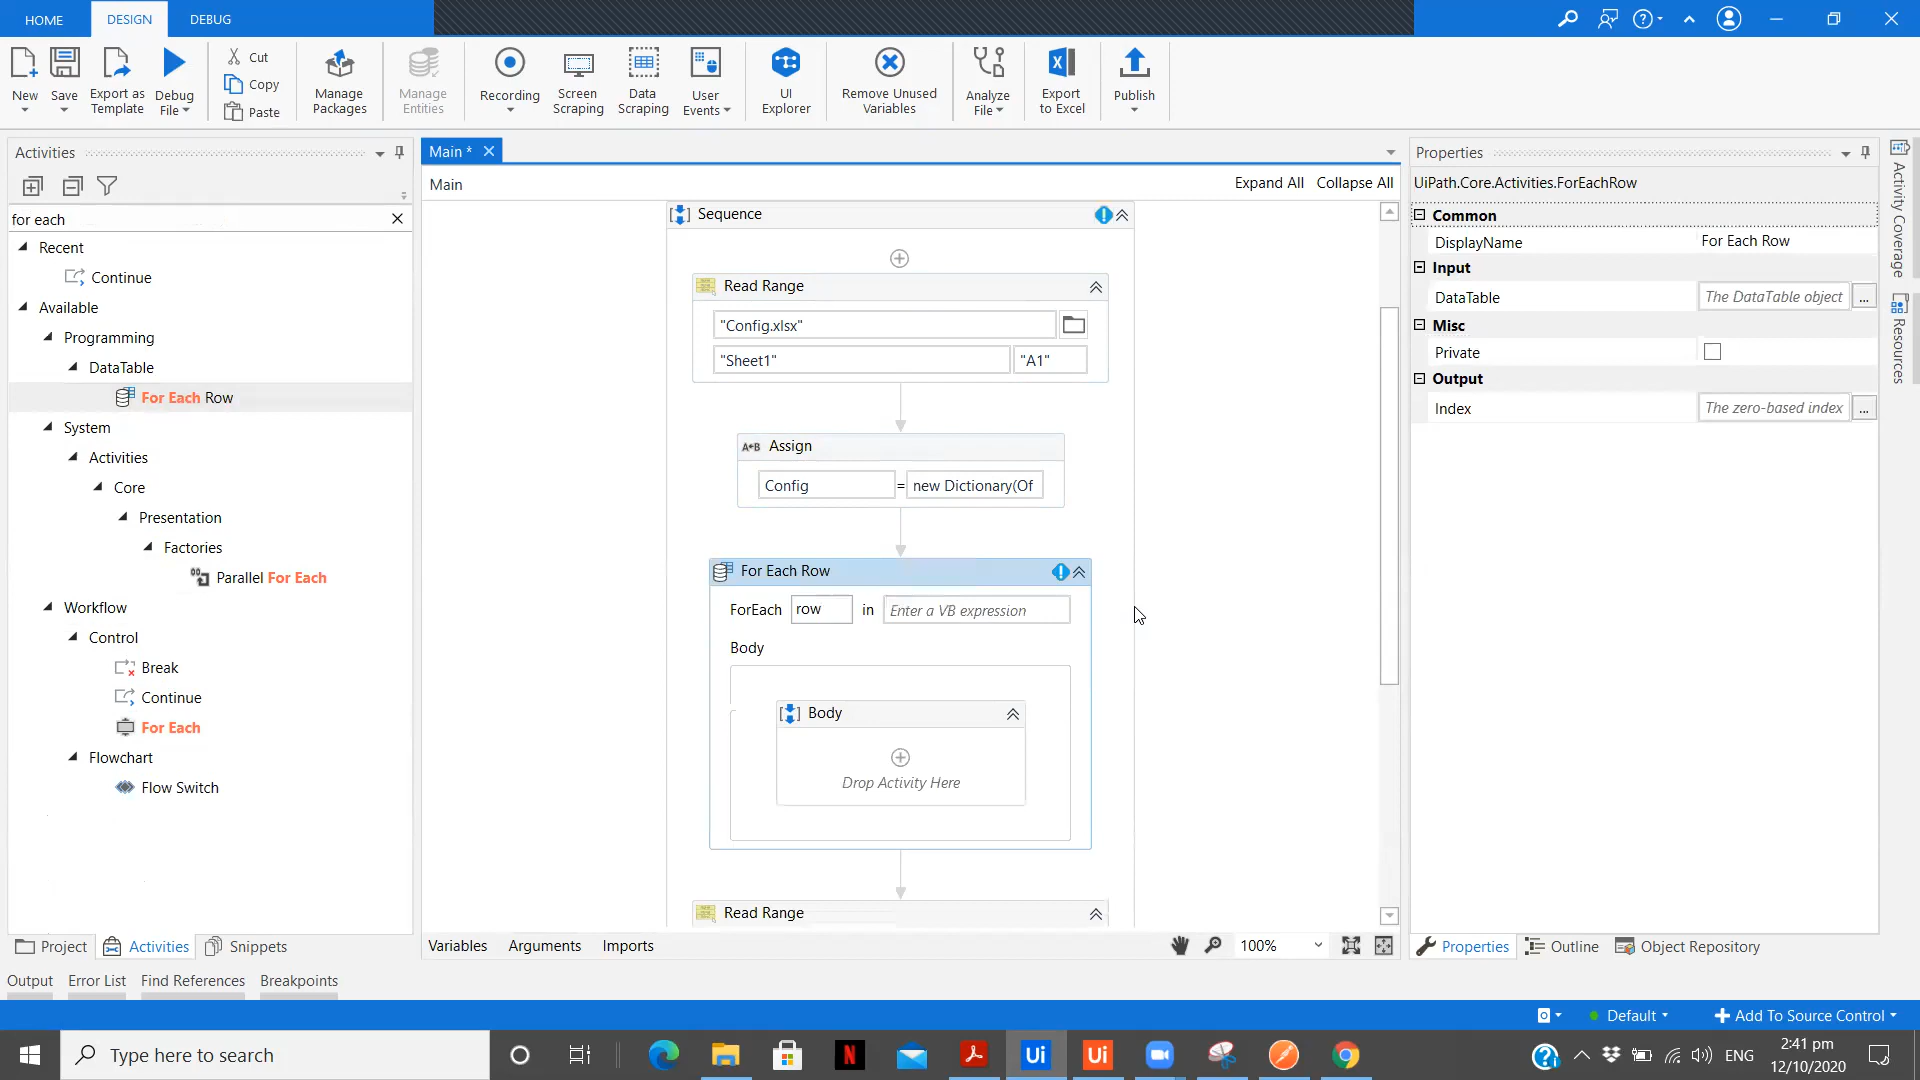 HOME DESIGN DEBUG
New
Save
Export as
Template
Debug
File
Cut
Copy
Paste
Manage
Packages
Manage
Entities
Recording
Screen
Scraping
Data
Scraping
User
Events
UI
Explorer
Remove Unused
Variables
Analyze
File
Export
to Excel
Publish
Activities
for each
Recent
Continue
Available
Programming
DataTable
For Each Row
System
Activities
Core
Presentation
Factories
Parallel For Each
Workflow
Control
Break
Continue
For Each
Flowchart
Flow Switch
Project Activities Snippets
Main *
Main Expand All Collapse All
Sequence
Read Range
"Config.xlsx"
"Sheet1" "A1"
A+B Assign
Config = new Dictionary(Of
For Each Row
ForEach row in Enter a VB expression
Body
Body
Drop Activity Here
Read Range
Variables Arguments Imports 100%
Properties
UiPath.Core.Activities.ForEachRow
Common
DisplayName For Each Row
Input
DataTable The DataTable object ...
Misc
Private
Output
Index The zero-based index ...
Properties Outline Object Repository
Activity Coverage
Resources
Output Error List Find References Breakpoints
Default Add To Source Control
Type here to search
N Ui Ui
ENG
2:41 pm
12/10/2020